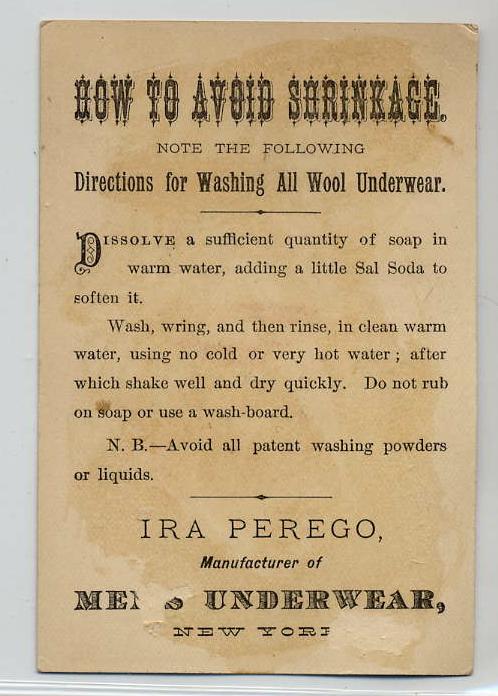 HOW TO AVOID SHRINKAGE.
NOTE THE FOLLOWING
Directions for Washing All Wool Underwear.
DISSOLVE a sufficient quantity of soap in
warm water, adding a little Sal Soda to
soften it.
Wash, wring, and then rinse, in clean warm
water, using no cold or very hot water ; after
which shake well and dry quickly. Do not rub
on soap or use a wash-board.
N. B.—Avoid all patent washing powders
or liquids.
IRA PEREGO,
Manufacturer of
UNDERWEAR,
NEW